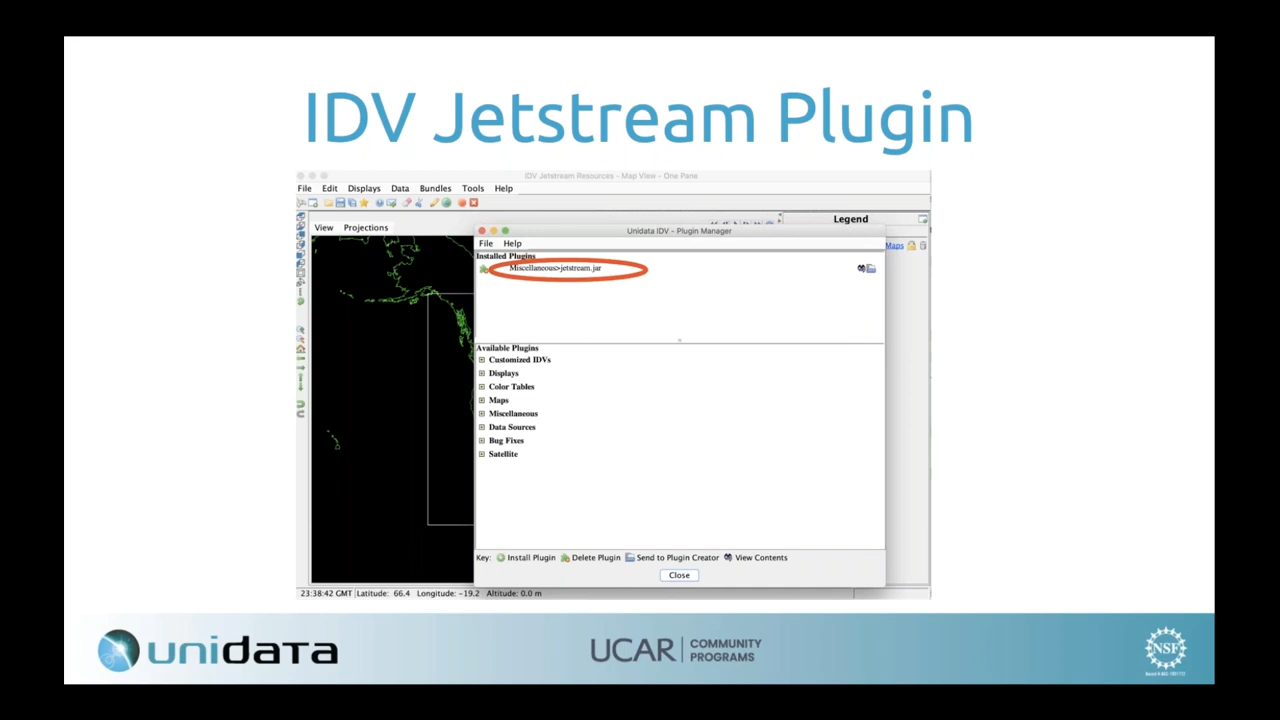 IDV Jetstream Plugin
IDV Jetstream Resources - Map View - One Pane
File Edit Displays Data Bundles Tools Help
View Projections
Legend
Maps
Unidata IDV - Plugin Manager
File Help
Installed Plugins
Miscellaneous>jetstream.jar
Available Plugins
Customized IDVs
Displays
Color Tables
Maps
Miscellaneous
Data Sources
Bug Fixes
Satellite
Key: Install Plugin Delete Plugin Send to Plugin Creator View Contents
Close
23:38:42 GMT Latitude: 66.4 Longitude: -19.2 Altitude: 0.0 m
unidata
UCAR COMMUNITY
PROGRAMS
NSF